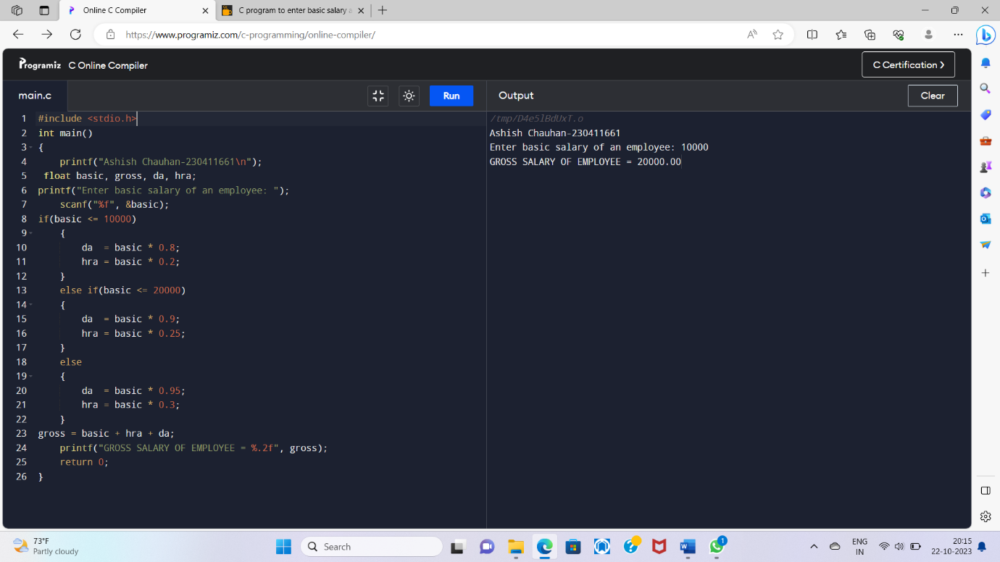 Online C Compiler
C program to enter basic salary a
https://www.programiz.com/c-programming/online-compiler/
Programiz C Online Compiler
C Certification ❯
main.c
Run
Output
Clear
1 #include <stdio.h>
2 int main()
3 {
4 printf("Ashish Chauhan-230411661\n");
5 float basic, gross, da, hra;
6 printf("Enter basic salary of an employee: ");
7 scanf("%f", &basic);
8 if(basic <= 10000)
9 {
10 da  = basic * 0.8;
11 hra = basic * 0.2;
12 }
13 else if(basic <= 20000)
14 {
15 da  = basic * 0.9;
16 hra = basic * 0.25;
17 }
18 else
19 {
20 da  = basic * 0.95;
21 hra = basic * 0.3;
22 }
23 gross = basic + hra + da;
24 printf("GROSS SALARY OF EMPLOYEE = %.2f", gross);
25 return 0;
26 }
/tmp/D4e5lBdUxT.o
Ashish Chauhan-230411661
Enter basic salary of an employee: 10000
GROSS SALARY OF EMPLOYEE = 20000.00
73°F
Partly cloudy
Search
1
ENG
IN
20:15
22-10-2023